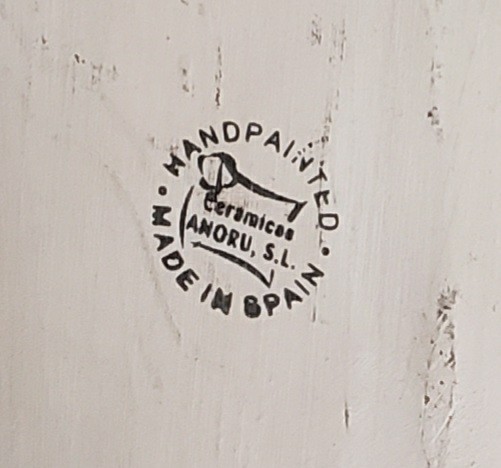 HANDPAINTED
Ceramicas
ANORU, S.L.
MADE IN SPAIN